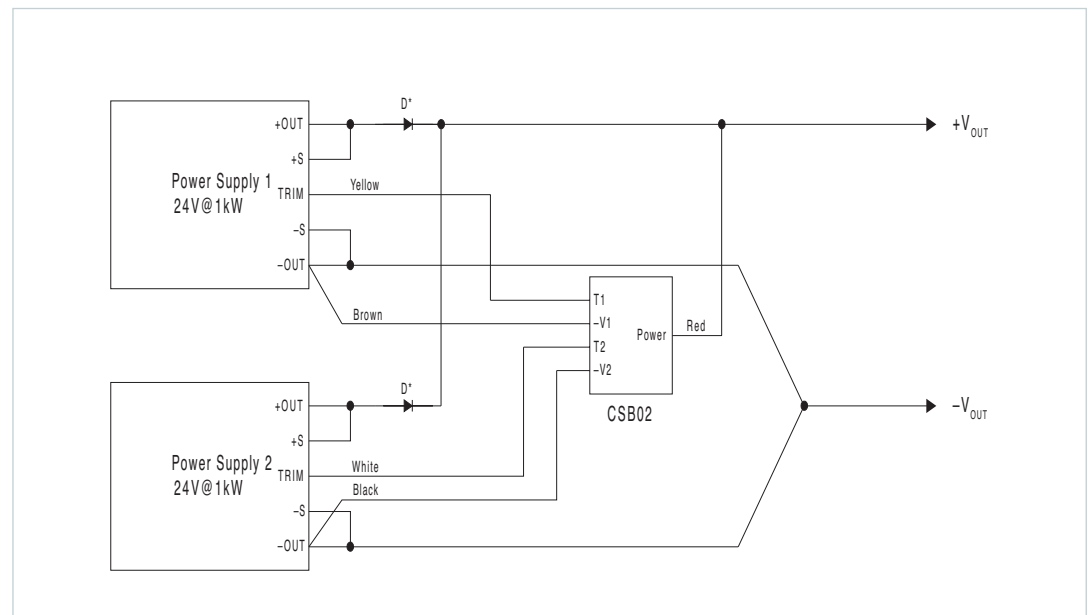 D*
+OUT
+V_OUT
+S
Power Supply 1
24V@1kW
TRIM
Yellow
−S
−OUT
Brown
T1
−V1
Power
Red
T2
−V2
CSB02
D*
+OUT
−V_OUT
+S
Power Supply 2
24V@1kW
TRIM
White
Black
−S
−OUT